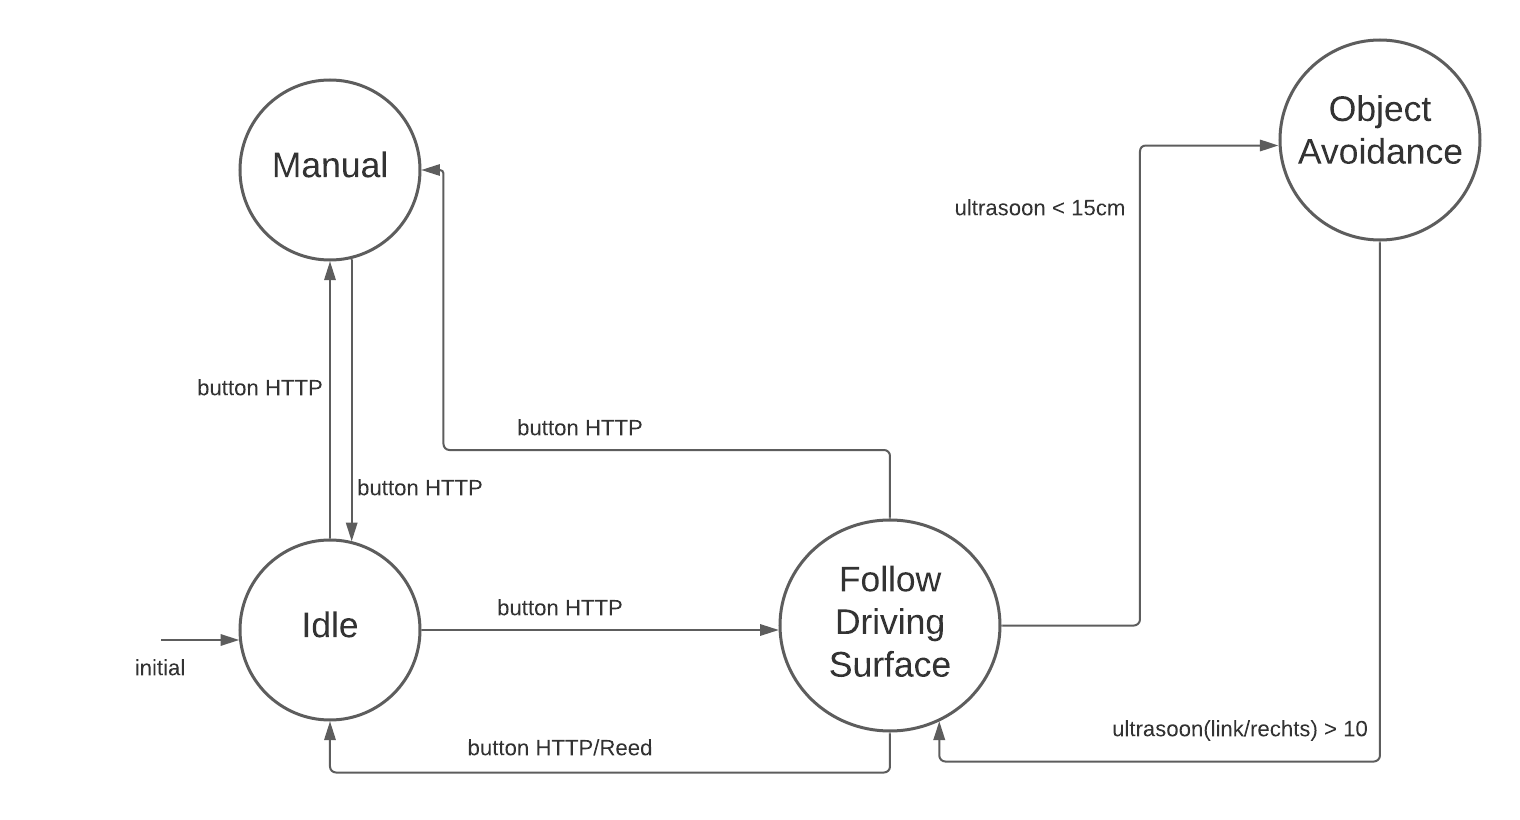 Object
Avoidance
Manual
ultrasoon < 15cm
button HTTP
button HTTP
button HTTP
Follow
Driving
Surface
button HTTP
Idle
initial
ultrasoon(link/rechts) > 10
button HTTP/Reed